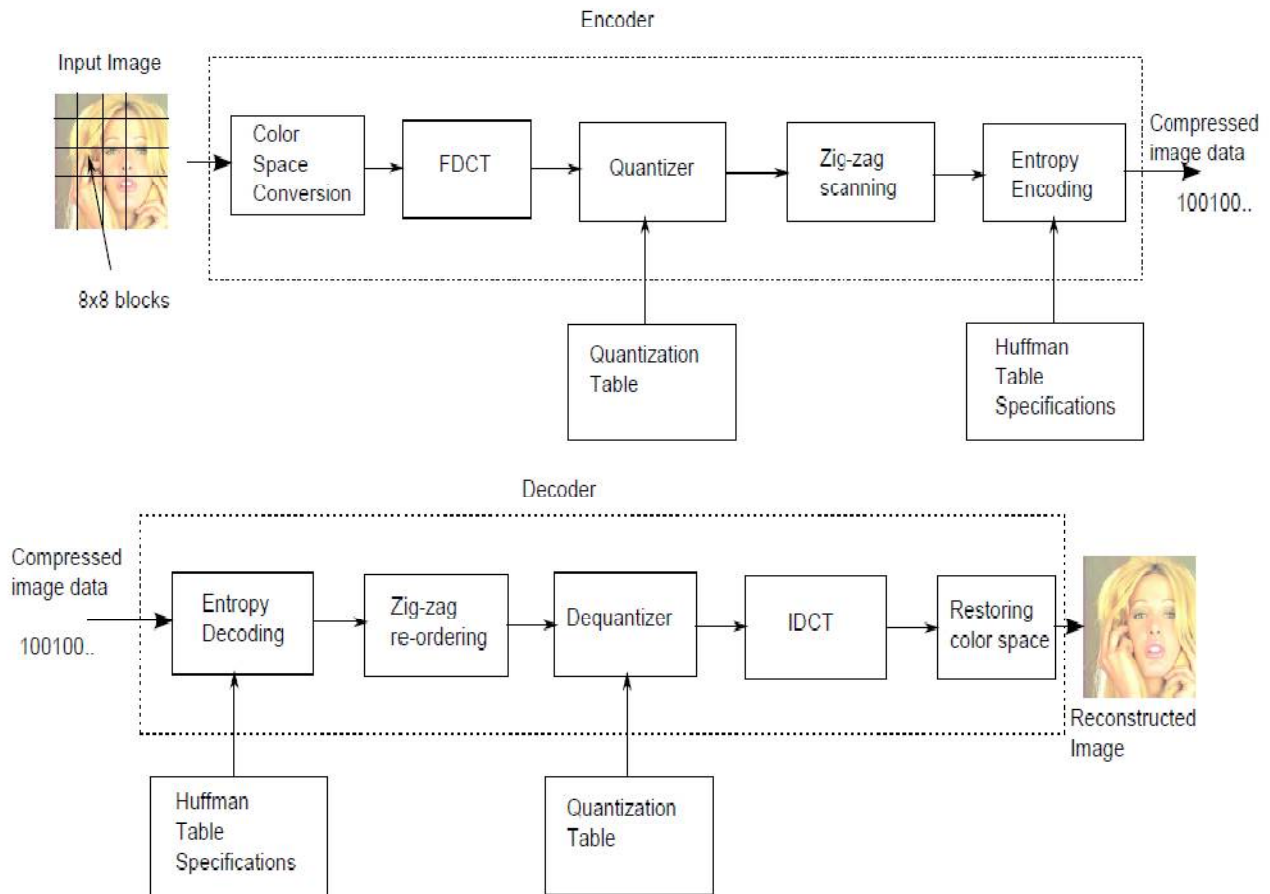 Encoder
Input Image
Color
Space
Conversion
FDCT
Quantizer
Zig-zag
scanning
Entropy
Encoding
Compressed
image data
100100..
8x8 blocks
Quantization
Table
Huffman
Table
Specifications
Decoder
Compressed
image data
100100..
Entropy
Decoding
Zig-zag
re-ordering
Dequantizer
IDCT
Restoring
color space
Reconstructed
Image
Huffman
Table
Specifications
Quantization
Table